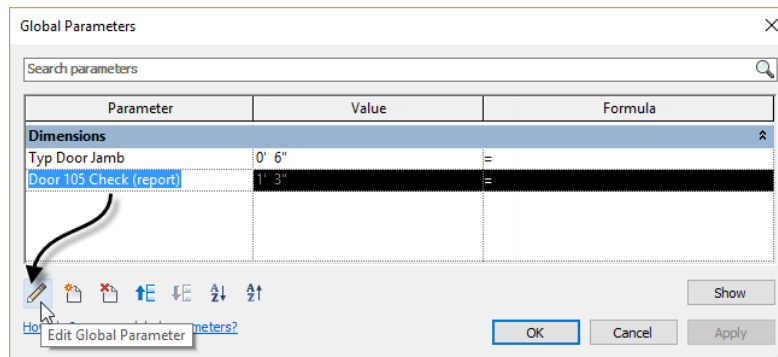 Global Parameters
Search parameters
Parameter Value Formula
Dimensions
Typ Door Jamb 0' 6" =
Door 105 Check (report) 1' 3" =
Show
Edit Global Parameter
meters?
OK Cancel Apply